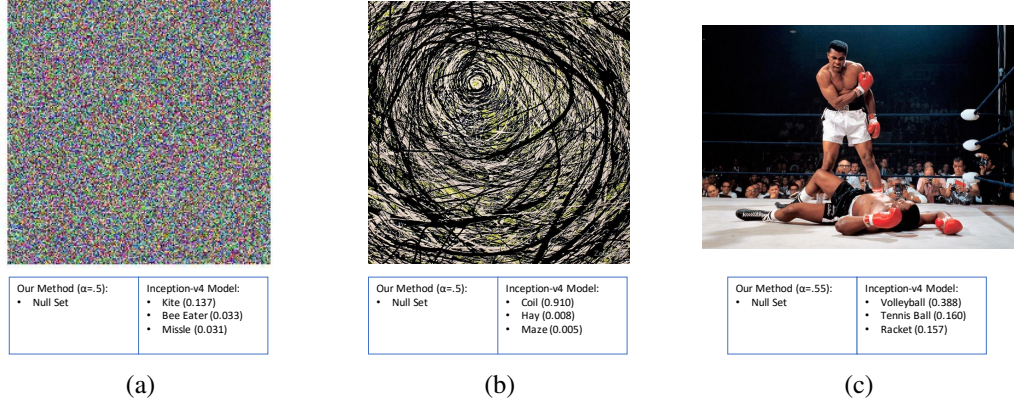 Our Method (α=.5):
• Null Set
Inception-v4 Model:
• Kite (0.137)
• Bee Eater (0.033)
• Missle (0.031)
(a)
Our Method (α=.5):
• Null Set
Inception-v4 Model:
• Coil (0.910)
• Hay (0.008)
• Maze (0.005)
(b)
Our Method (α=.55):
• Null Set
Inception-v4 Model:
• Volleyball (0.388)
• Tennis Ball (0.160)
• Racket (0.157)
(c)